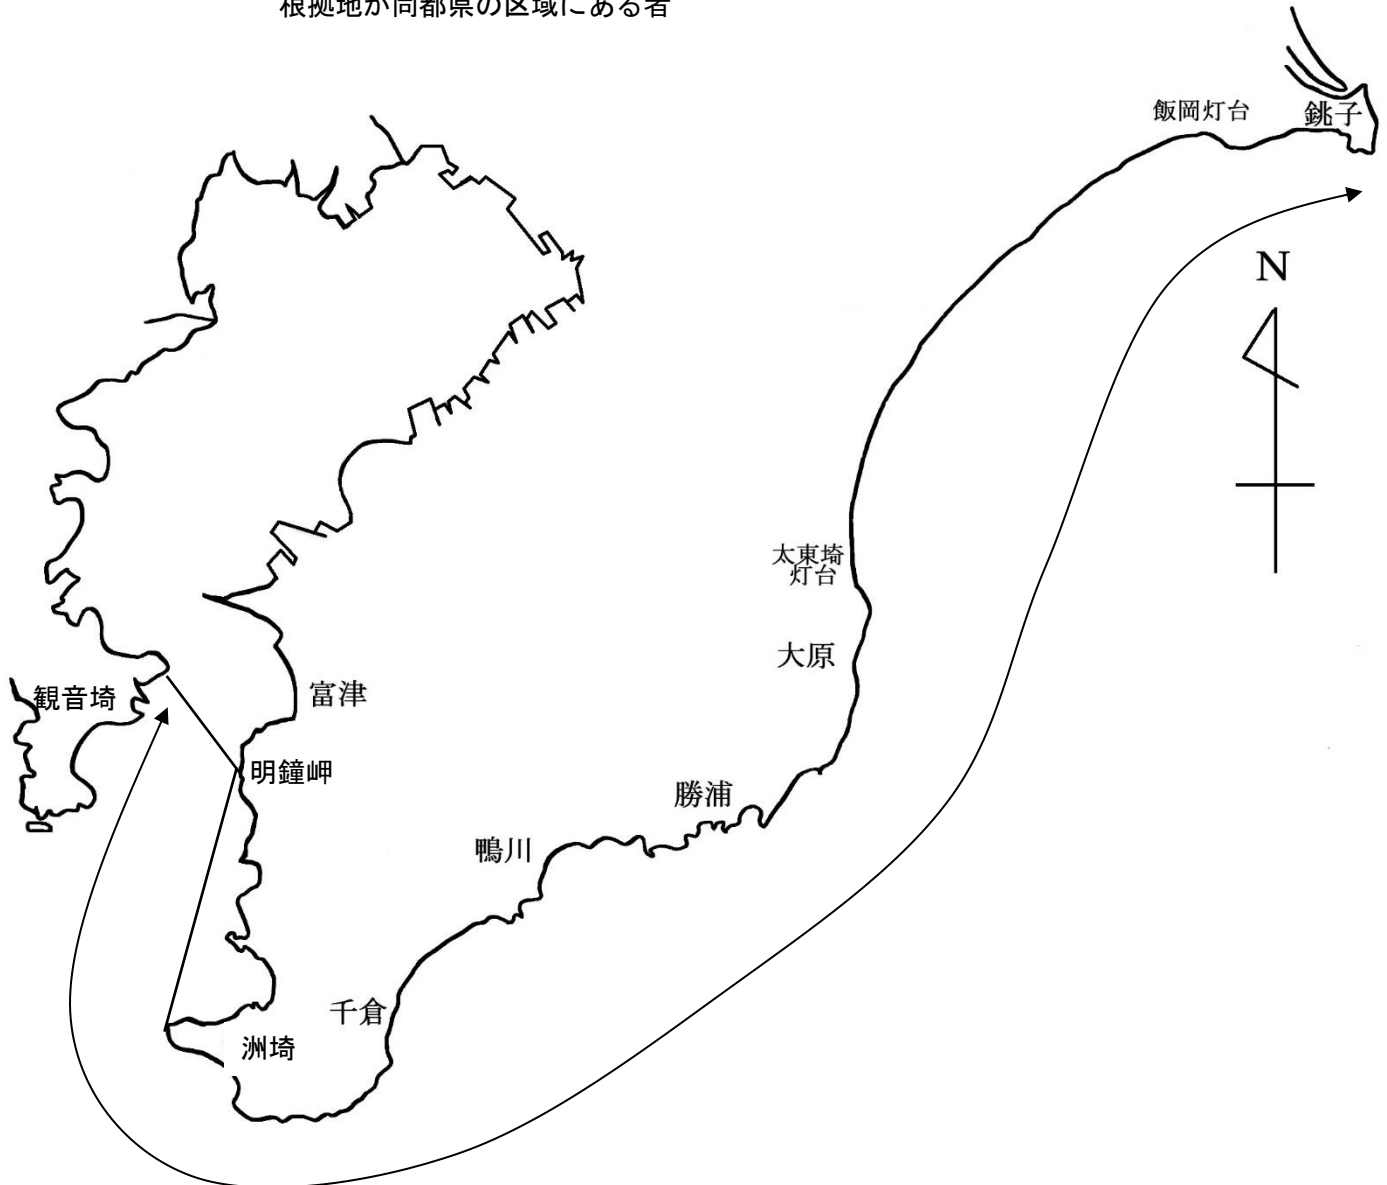 根拠地が同都県の区域にある者
飯岡灯台
銚子
N
太東埼
灯台
大原
観音埼
富津
明鐘岬
勝浦
鴨川
千倉
洲埼